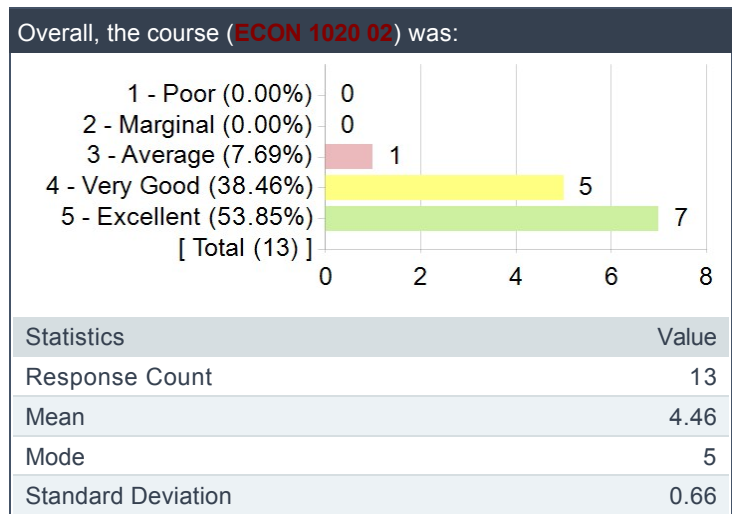 Overall, the course (ECON 1020 02) was:
1 - Poor (0.00%) 0
2 - Marginal (0.00%) 0
3 - Average (7.69%) 1
4 - Very Good (38.46%) 5
5 - Excellent (53.85%) 7
[ Total (13) ]
0 2 4 6 8
Statistics Value
Response Count 13
Mean 4.46
Mode 5
Standard Deviation 0.66